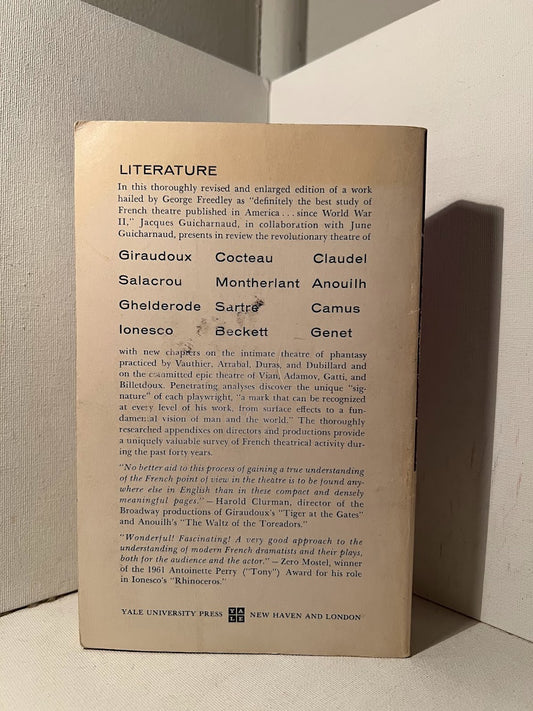 LITERATURE
In this thoroughly revised and enlarged edition of a work
hailed by George Freedley as "definitely the best study of
French theatre published in America . . . since World War
II," Jacques Guicharnaud, in collaboration with June
Guicharnaud, presents in review the revolutionary theatre of
Giraudoux Cocteau Claudel
Salacrou Montherlant Anouilh
Ghelderode Sartre Camus
Ionesco Beckett Genet
with new chapters on the intimate theatre of phantasy
practiced by Vauthier, Arrabal, Duras, and Dubillard and
on the committed epic theatre of Vian, Adamov, Gatti, and
Billetdoux. Penetrating analyses discover the unique "sig-
nature" of each playwright, "a mark that can be recognized
at every level of his work, from surface effects to a fun-
damental vision of man and the world." The thoroughly
researched appendixes on directors and productions provide
a uniquely valuable survey of French theatrical activity dur-
ing the past forty years.
"No better aid to this process of gaining a true understanding
of the French point of view in the theatre is to be found any-
where else in English than in these compact and densely
meaningful pages." — Harold Clurman, director of the
Broadway productions of Giraudoux's "Tiger at the Gates"
and Anouilh's "The Waltz of the Toreadors."
"Wonderful! Fascinating! A very good approach to the
understanding of modern French dramatists and their plays,
both for the audience and the actor." — Zero Mostel, winner
of the 1961 Antoinette Perry ("Tony") Award for his role
in Ionesco's "Rhinoceros."
YALE UNIVERSITY PRESS YALE NEW HAVEN AND LONDON